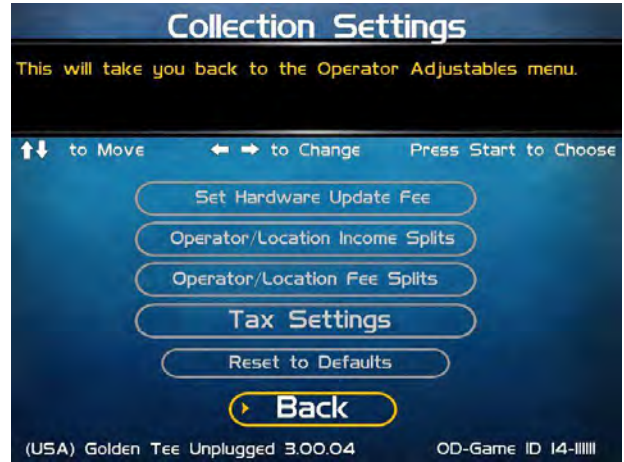 Collection Settings
This will take you back to the Operator Adjustables menu.
to Move to Change Press Start to Choose
Set Hardware Update Fee
Operator/Location Income Splits
Operator/Location Fee Splits
Tax Settings
Reset to Defaults
Back
(USA) Golden Tee Unplugged 3.00.04 OD-Game ID 14-111111